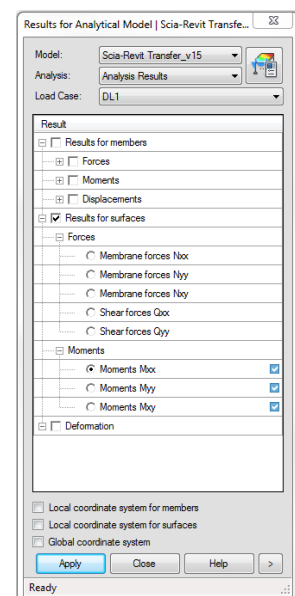 Results for Analytical Model | Scia-Revit Transfe...
Model: Scia-Revit Transfer_v15
Analysis: Analysis Results
Load Case: DL1
Result
Results for members
Forces
Moments
Displacements
Results for surfaces
Forces
Membrane forces Nxx
Membrane forces Nyy
Membrane forces Nxy
Shear forces Qxx
Shear forces Qyy
Moments
Moments Mxx
Moments Myy
Moments Mxy
Deformation
Local coordinate system for members
Local coordinate system for surfaces
Global coordinate system
Apply Close Help >
Ready